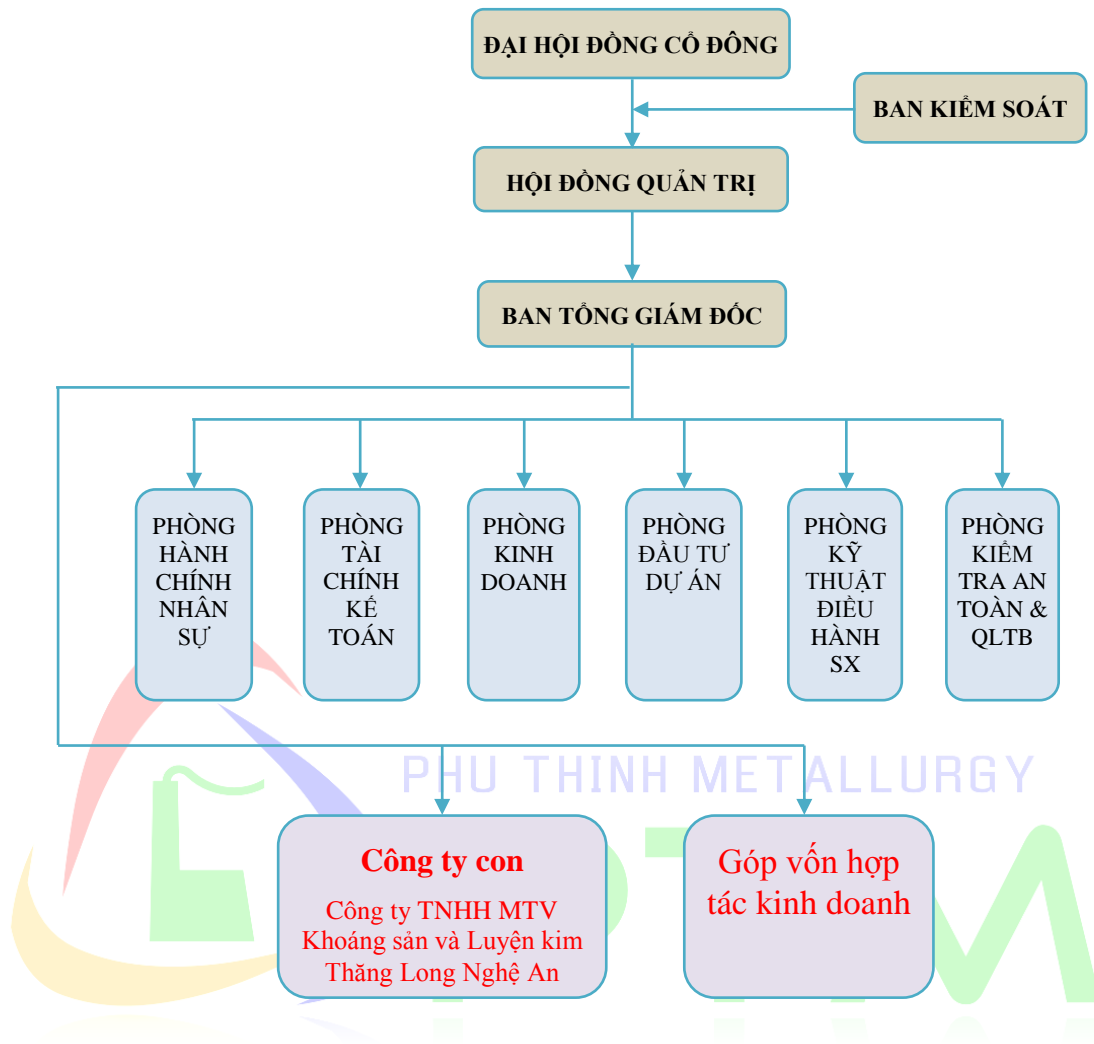 ĐẠI HỘI ĐỒNG CỔ ĐÔNG
BAN KIỂM SOÁT
HỘI ĐỒNG QUẢN TRỊ
BAN TỔNG GIÁM ĐỐC
PHÒNG
HÀNH
CHÍNH
NHÂN
SỰ
PHÒNG
TÀI
CHÍNH
KẾ
TOÁN
PHÒNG
KINH
DOANH
PHÒNG
ĐẦU TƯ
DỰ ÁN
PHÒNG
KỸ
THUẬT
ĐIỀU
HÀNH
SX
PHÒNG
KIỂM
TRA AN
TOÀN &
QLTB
PHU THINH METALLURGY
PTM
Công ty con
Công ty TNHH MTV
Khoáng sản và Luyện kim
Thăng Long Nghệ An
Góp vốn hợp
tác kinh doanh